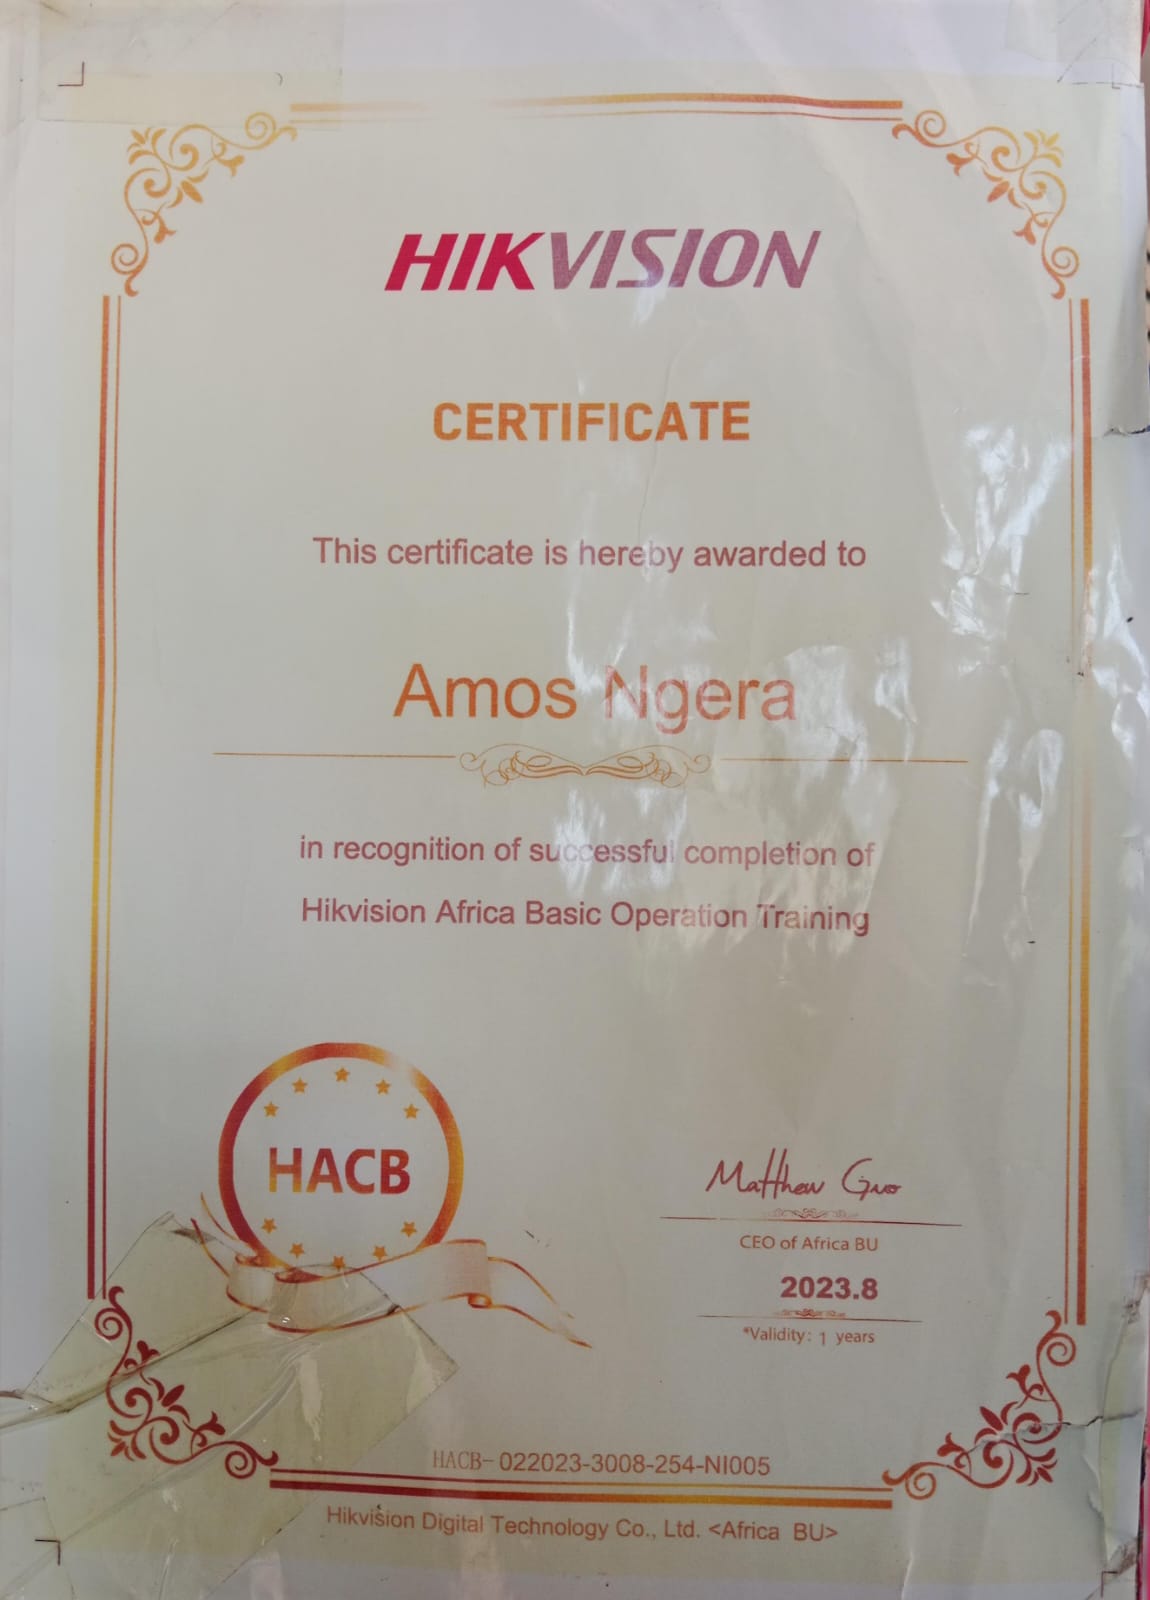 HIKVISION
CERTIFICATE
This certificate is hereby awarded to
Amos Ngera
in recognition of successful completion of
Hikvision Africa Basic Operation Training
HACB
Matthew Guo
CEO of Africa BU
2023.8
*Validity: 1 years
HACB-022023-3008-254-NI005
Hikvision Digital Technology Co., Ltd. <Africa BU>